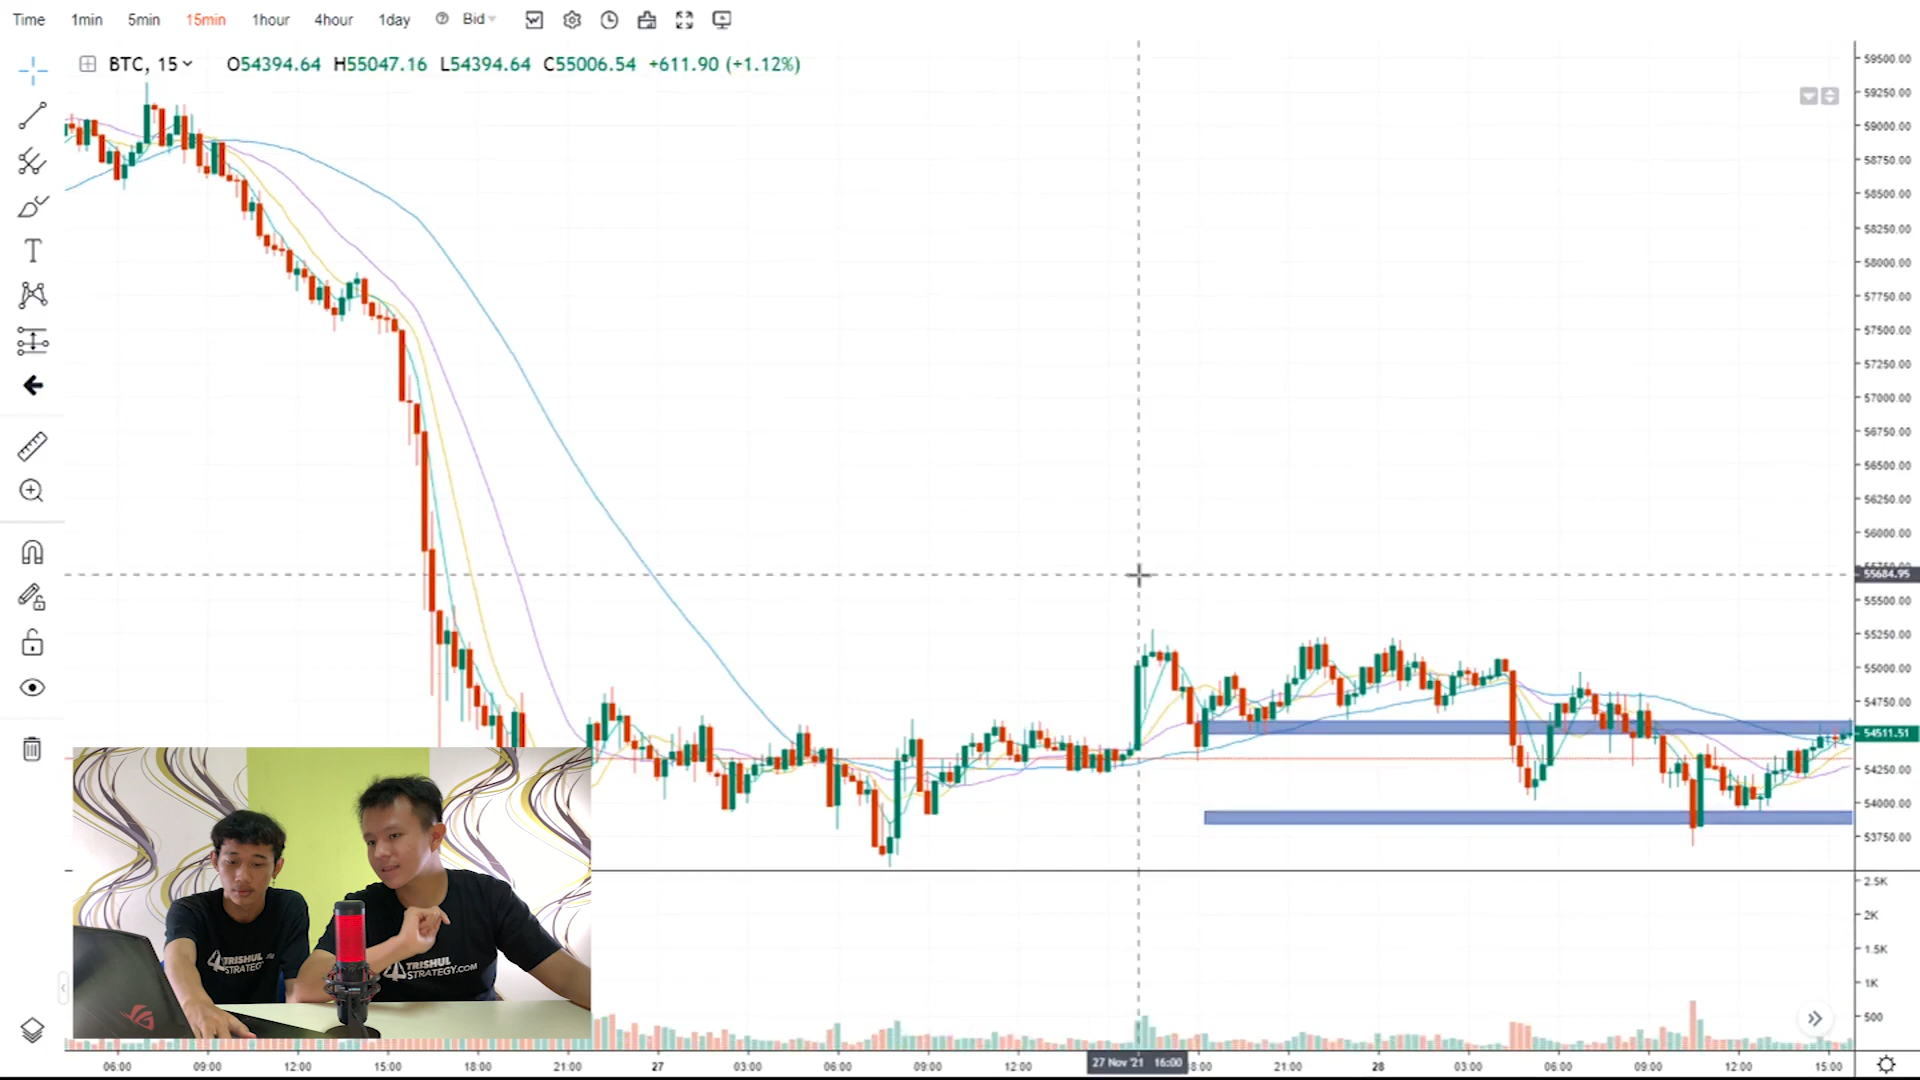 Time 1min 5min 15min 1hour 4hour 1day Bid
BTC, 15 O54394.64 H55047.16 L54394.64 C55006.54 +611.90 (+1.12%)
59500.00
59250.00
59000.00
58750.00
58500.00
58250.00
58000.00
57750.00
57500.00
57250.00
57000.00
56750.00
56500.00
56250.00
56000.00
55684.95
55500.00
55250.00
55000.00
54750.00
54511.51
54250.00
54000.00
53750.00
2.5K
2K
1.5K
1K
500
TRISHUL
STRATEGY
TRISHUL
STRATEGY.COM
06:00 09:00 12:00 15:00 18:00 21:00 27 03:00 06:00 09:00 12:00 27 Nov '21 16:00 8:00 21:00 28 03:00 06:00 09:00 12:00 15:00